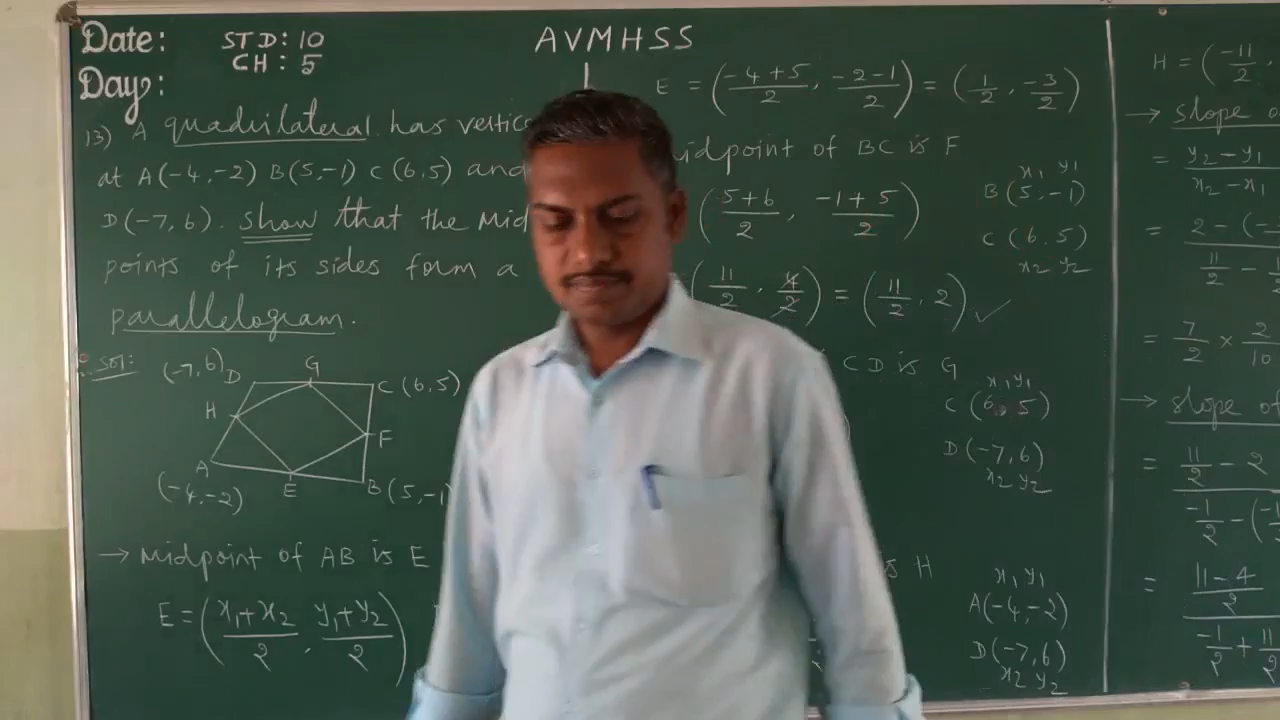 Date:
Day:
STD: 10
CH: 5
AVMHSS
13) A quadrilateral has vertic
at A(-4,-2) B(5,-1) C(6,5) and
D(-7,6). Show that the Mid
points of its sides form a
parallelogram.
Sol:
(-7,6) D
G
C (6,5)
H
F
A
(-4,-2)
E
B (5,-1)
→ Midpoint of AB is E
E = (x1+x2/2, y1+y2/2)
E = (-4+5/2, -2-1/2) = (1/2, -3/2)
idpoint of BC is F
x1 y1
B(5,-1)
C(6,5)
x2 y2
(5+6/2, -1+5/2)
(11/2, 4/2) = (11/2, 2) ✓
CD is G
x1 y1
C(6, 5)
D(-7,6)
x2 y2
H
x1 y1
A(-4,-2)
D(-7,6)
x2 y2
H = (-11/2,
→ slope o
= y2-y1/x2-x1
= 2-(-/11/2 - 1/2
= 7/2 × 2/10
→ slope of
= 11/2 - 2/-1/2-(-1/2
= 11-4/2/-1/2+11/2